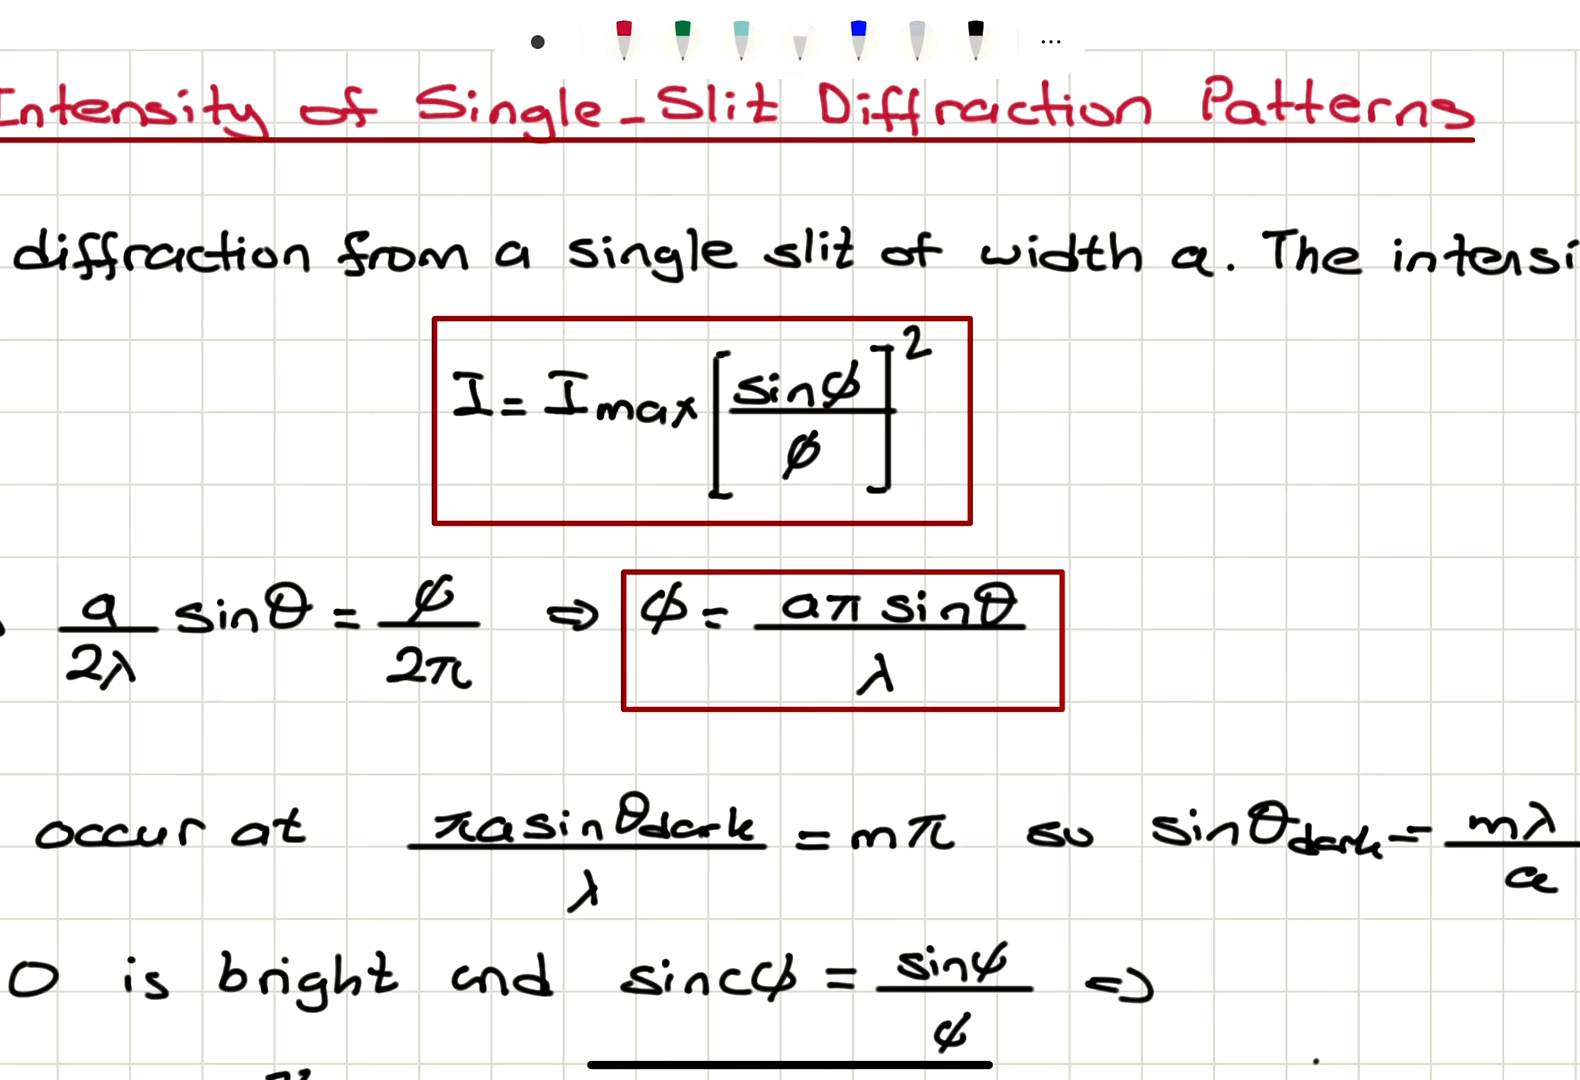 Intensity of Single-Slit Diffraction Patterns
diffraction from a single slit of width a. The intensi
I = Imax [sinϕ/ϕ]²
a/2λ sinθ = ϕ/2π ⇒ ϕ = aπ sinθ/λ
occur at πa sinθdark/λ = mπ so sinθdark = mλ/a
0 is bright and sincϕ = sinϕ/ϕ ⇒